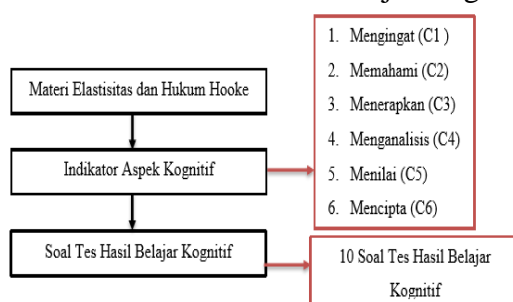 1. Mengingat (C1 )
2. Memahami (C2)
3. Menerapkan (C3)
4. Menganalisis (C4)
5. Menilai (C5)
6. Mencipta (C6)
Materi Elastisitas dan Hukum Hooke
Indikator Aspek Kognitif
Soal Tes Hasil Belajar Kognitif
10 Soal Tes Hasil Belajar
Kognitif